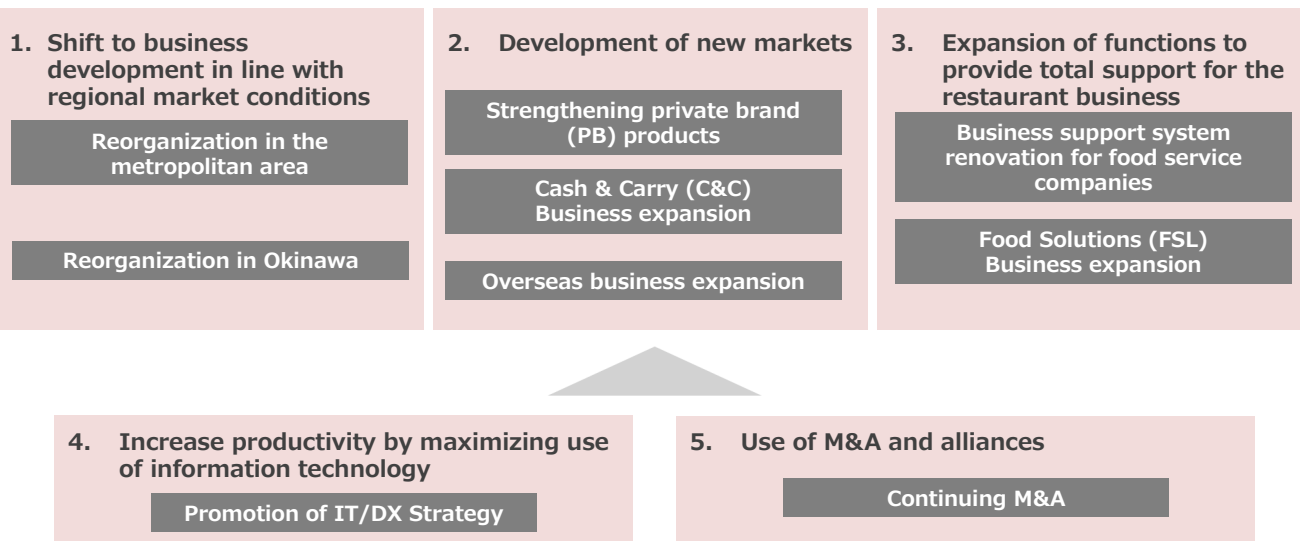 1. Shift to business
development in line with
regional market conditions
Reorganization in the
metropolitan area
Reorganization in Okinawa
2. Development of new markets
Strengthening private brand
(PB) products
Cash & Carry (C&C)
Business expansion
Overseas business expansion
3. Expansion of functions to
provide total support for the
restaurant business
Business support system
renovation for food service
companies
Food Solutions (FSL)
Business expansion
4. Increase productivity by maximizing use
of information technology
Promotion of IT/DX Strategy
5. Use of M&A and alliances
Continuing M&A